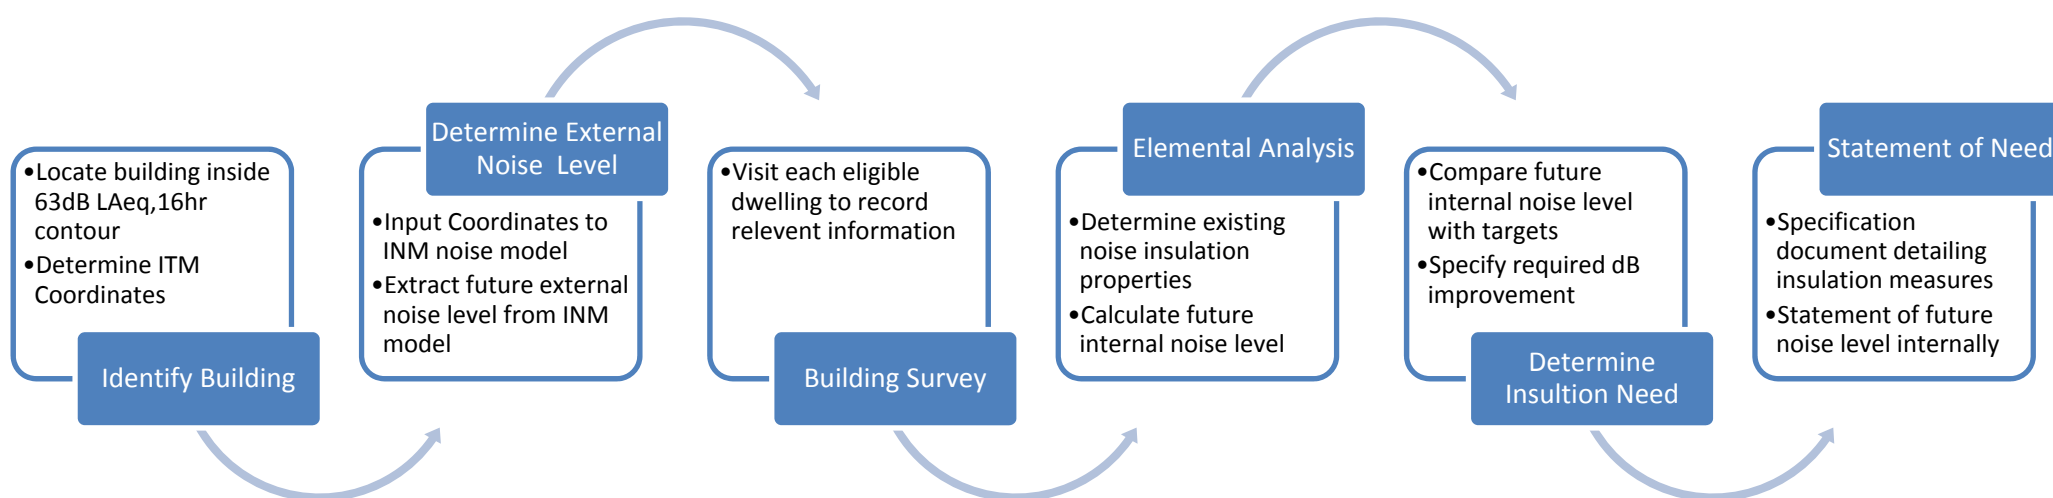 •Locate building inside
63dB LAeq,16hr
contour
•Determine ITM
Coordinates
Identify Building
Determine External
Noise Level
•Input Coordinates to
INM noise model
•Extract future external
noise level from INM
model
•Visit each eligible
dwelling to record
relevent information
Building Survey
Elemental Analysis
•Determine existing
noise insulation
properties
•Calculate future
internal noise level
•Compare future
internal noise level
with targets
•Specify required dB
improvement
Determine
Insultion Need
Statement of Need
•Specification
document detailing
insulation measures
•Statement of future
noise level internally